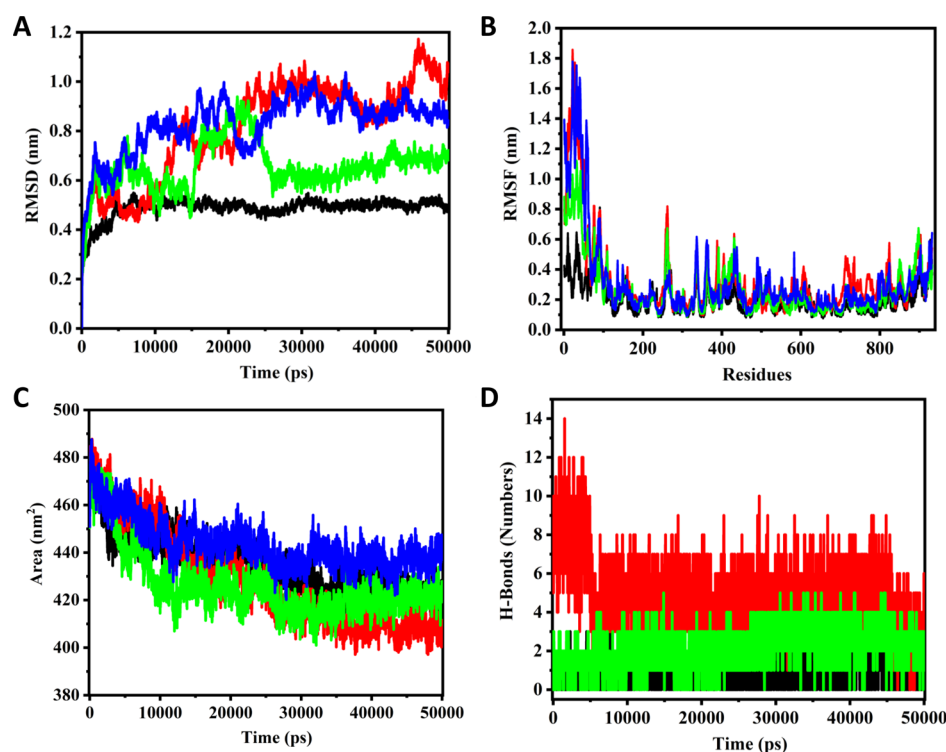 A
RMSD (nm)
1.2
1.0
0.8
0.6
0.4
0.2
0.0
0 10000 20000 30000 40000 50000
Time (ps)
B
RMSF (nm)
2.0
1.8
1.6
1.4
1.2
1.0
0.8
0.6
0.4
0.2
0.0
0 200 400 600 800
Residues
C
Area (nm²)
500
480
460
440
420
400
380
0 10000 20000 30000 40000 50000
Time (ps)
D
H-Bonds (Numbers)
14
12
10
8
6
4
2
0
0 10000 20000 30000 40000 50000
Time (ps)